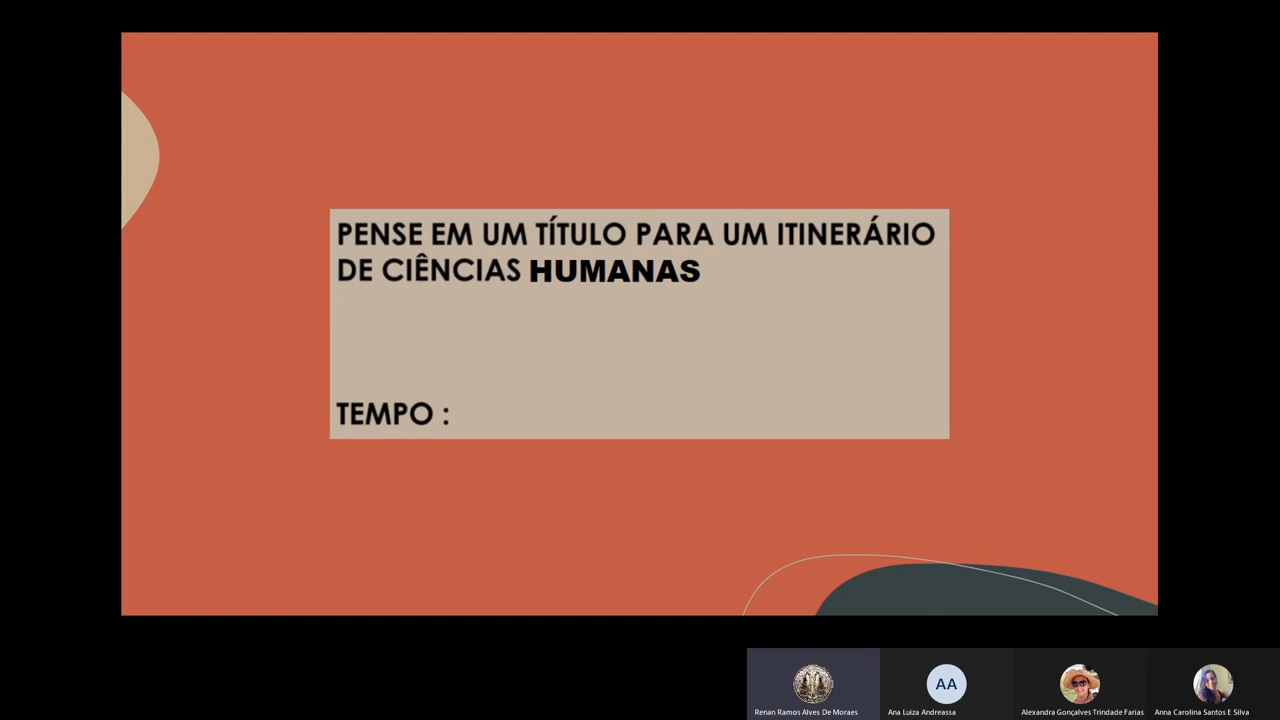 PENSE EM UM TÍTULO PARA UM ITINERÁRIO
DE CIÊNCIAS HUMANAS
TEMPO :
AA
Renan Ramos Alves De Moraes
Ana Luiza Andreassa
Alexandra Gonçalves Trindade Farias
Anna Carolina Santos E Silva